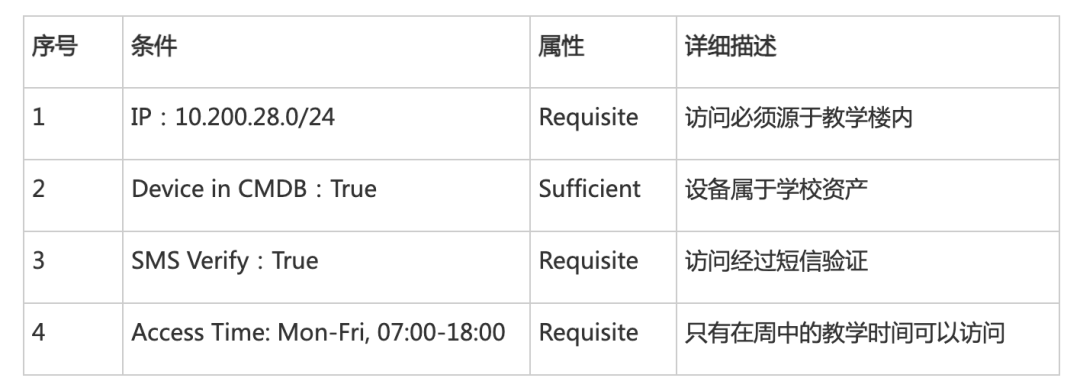 序号 条件 属性 详细描述
1 IP：10.200.28.0/24 Requisite 访问必须源于教学楼内
2 Device in CMDB：True Sufficient 设备属于学校资产
3 SMS Verify：True Requisite 访问经过短信验证
4 Access Time: Mon-Fri, 07:00-18:00 Requisite 只有在周中的教学时间可以访问